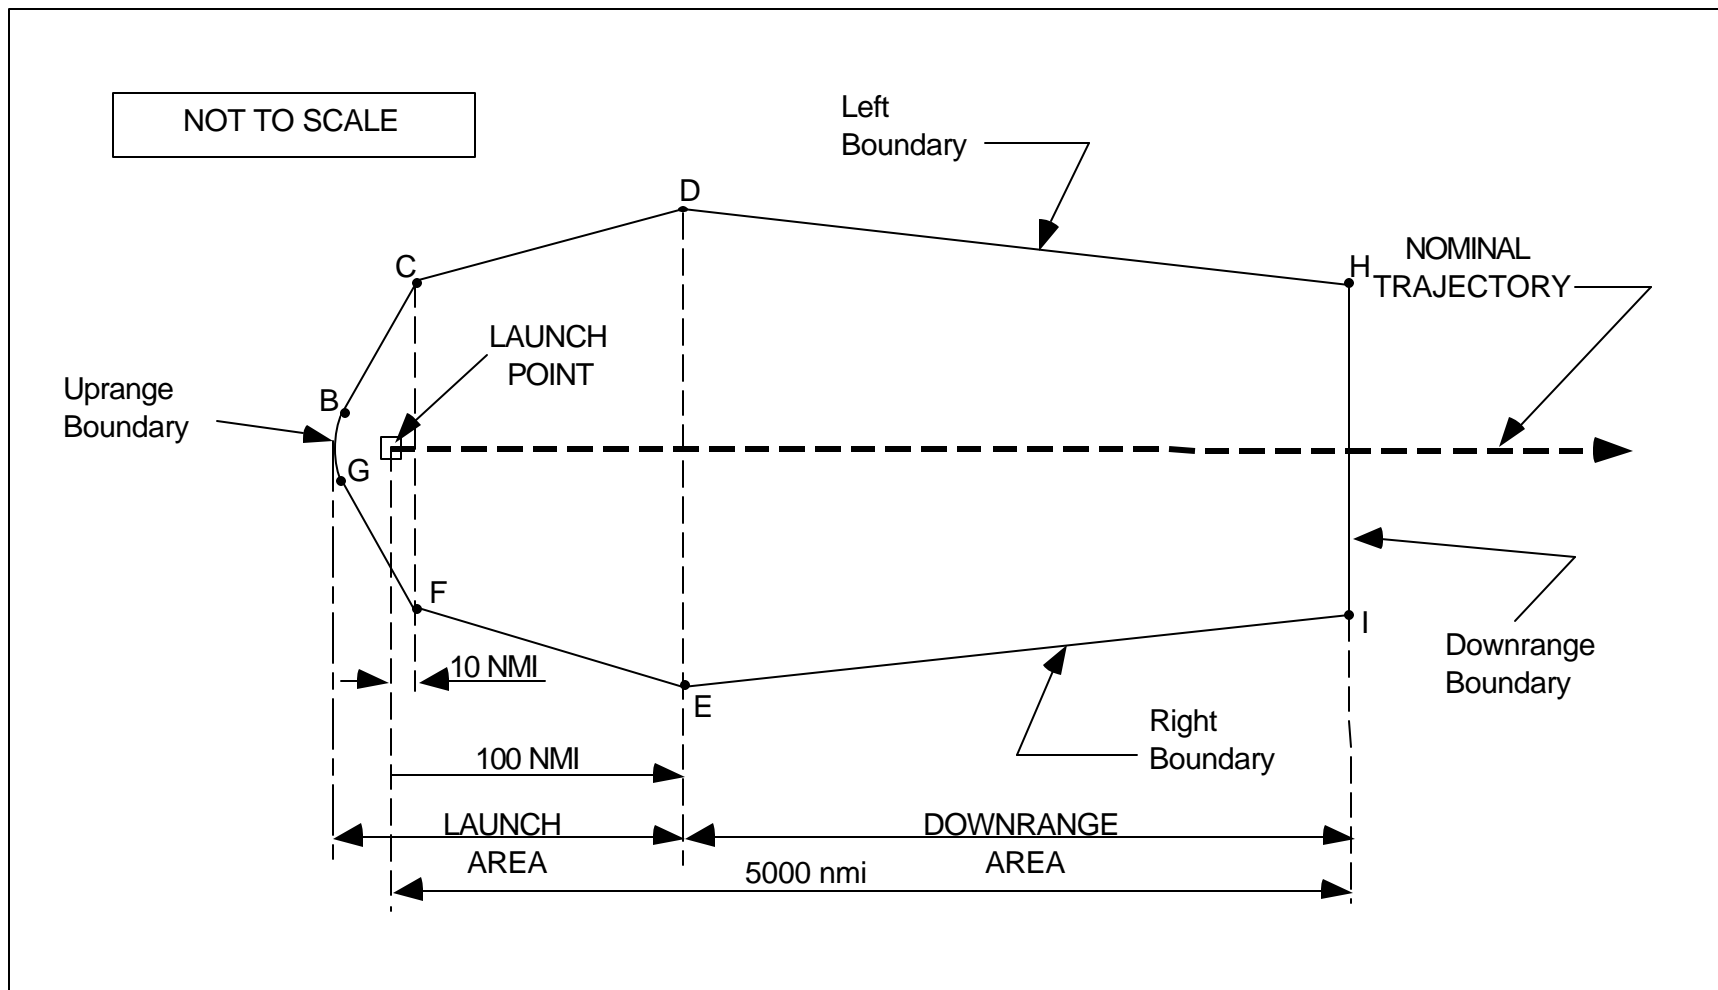 NOT TO SCALE
Left
Boundary
D
C
H
NOMINAL
TRAJECTORY
LAUNCH
POINT
Uprange
Boundary
B
G
F
I
10 NMI
E
Downrange
Boundary
Right
Boundary
100 NMI
LAUNCH
AREA
DOWNRANGE
AREA
5000 nmi